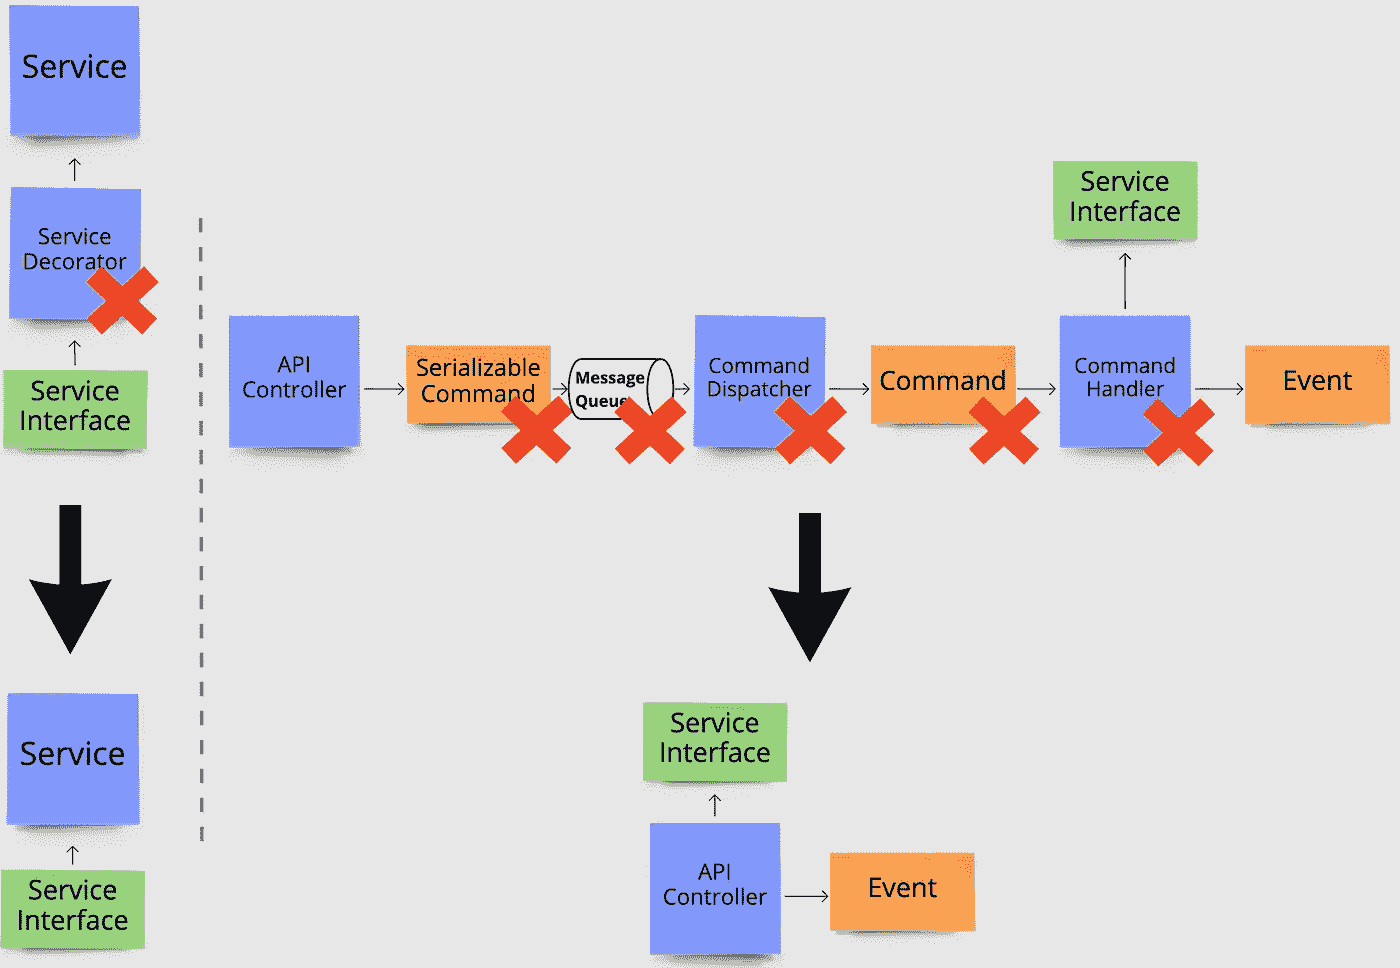 Service
Service
Decorator
Service
Interface
Service
Service
Interface
Service
Interface
API
Controller
Serializable
Command
Message
Queue
Command
Dispatcher
Command
Command
Handler
Event
Service
Interface
API
Controller
Event